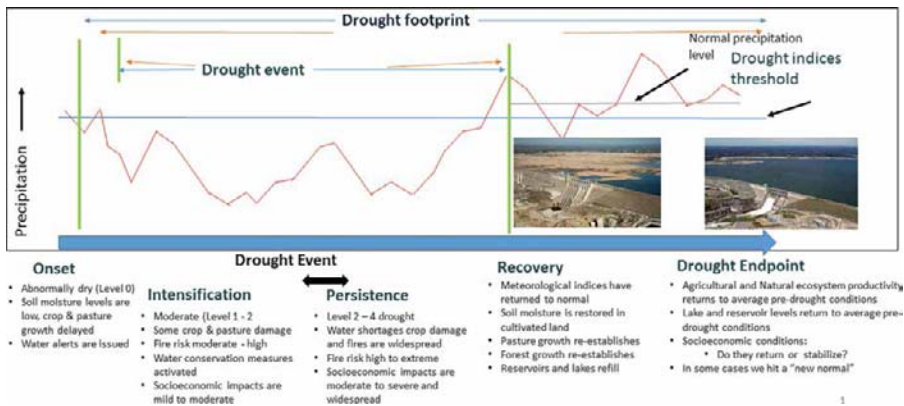 Drought footprint
Normal precipitation
level
Drought event
Drought indices
threshold
Precipitation
Drought Event
Onset
• Abnormally dry (Level 0)
• Soil moisture levels are
low, crop & pasture
growth delayed
• Water alerts are issued
Intensification
• Moderate (Level 1 - 2
• Some crop & pasture damage
• Fire risk moderate - high
• Water conservation measures
activated
• Socioeconomic impacts are
mild to moderate
Persistence
• Level 2 – 4 drought
• Water shortages crop damage
and fires are widespread
• Fire risk high to extreme
• Socioeconomic impacts are
moderate to severe and
widespread
Recovery
• Meteorological indices have
returned to normal
• Soil moisture is restored in
cultivated land
• Pasture growth re-establishes
• Forest growth re-establishes
• Reservoirs and lakes refill
Drought Endpoint
• Agricultural and Natural ecosystem productivity
returns to average pre-drought conditions
• Lake and reservoir levels return to average pre-
drought conditions
• Socioeconomic conditions:
• Do they return or stabilize?
• In some cases we hit a "new normal"
1